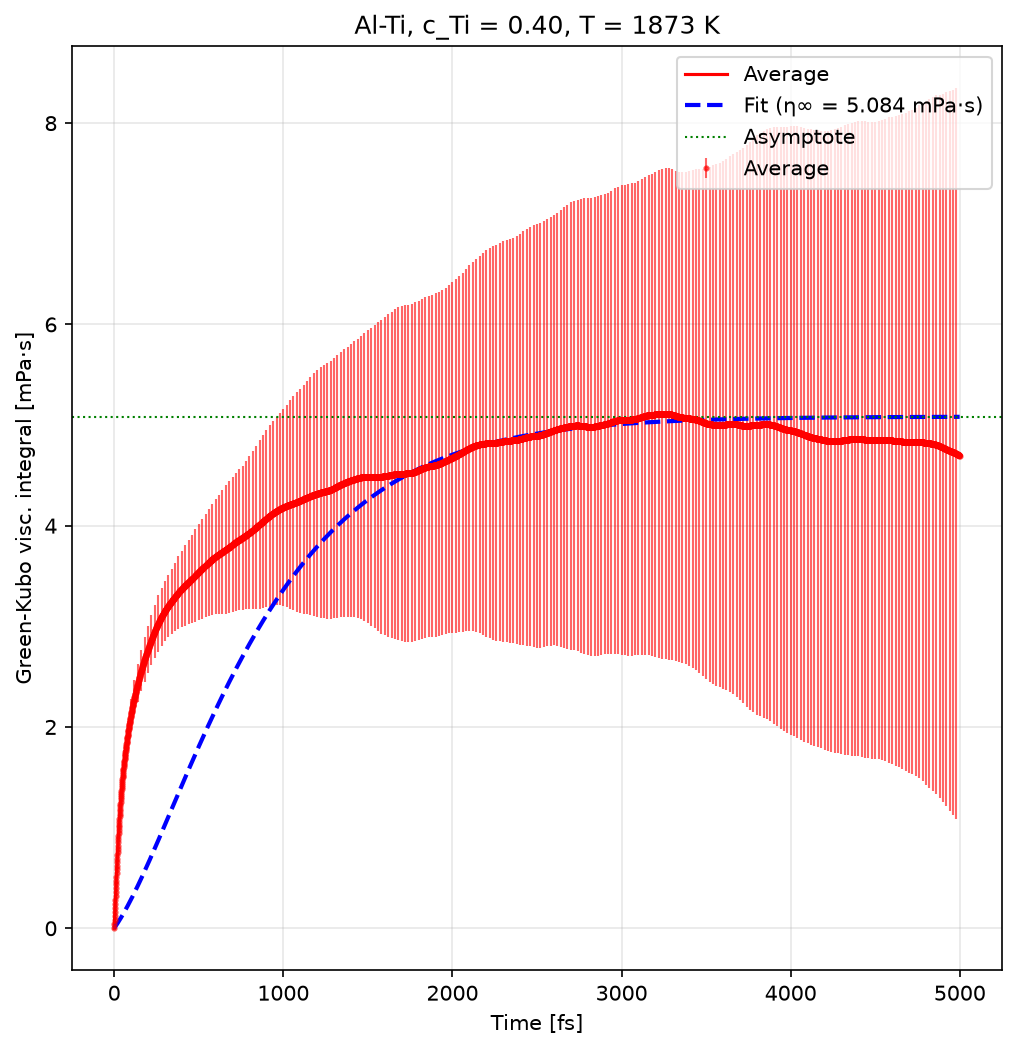 Al-Ti, c_Ti = 0.40, T = 1873 K
Average
Fit (η∞ = 5.084 mPa·s)
Asymptote
Average
Green-Kubo visc. integral [mPa·s]
8
6
4
2
0
0 1000 2000 3000 4000 5000
Time [fs]